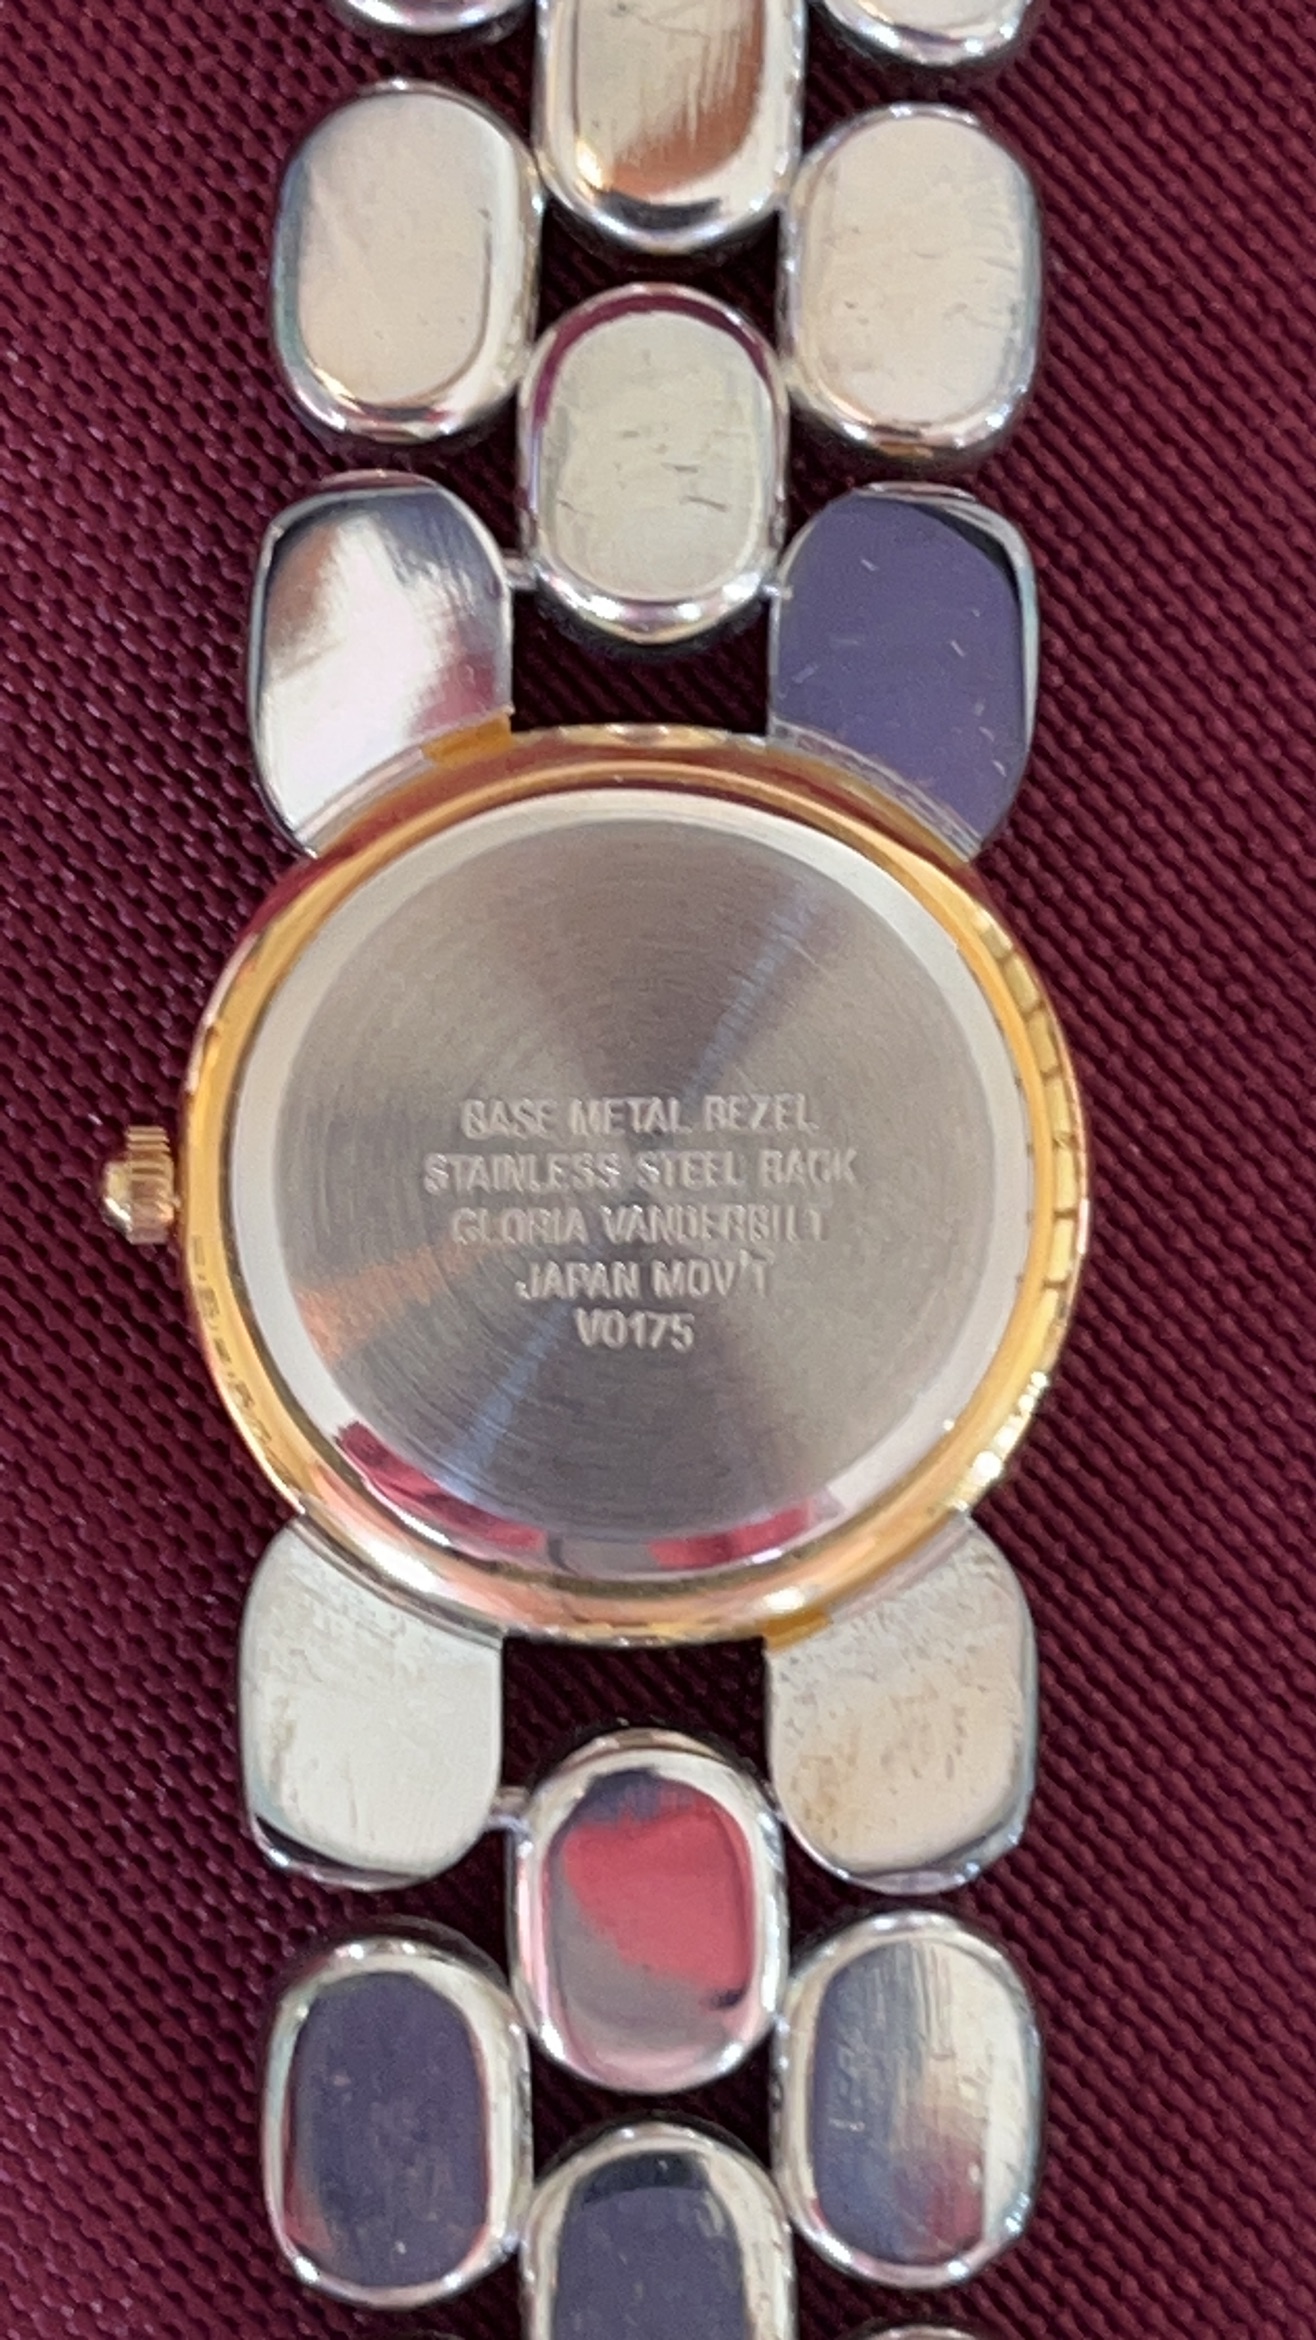 BASE METAL BEZEL
STAINLESS STEEL BACK
GLORIA VANDERBILT
JAPAN MOV'T
V0175